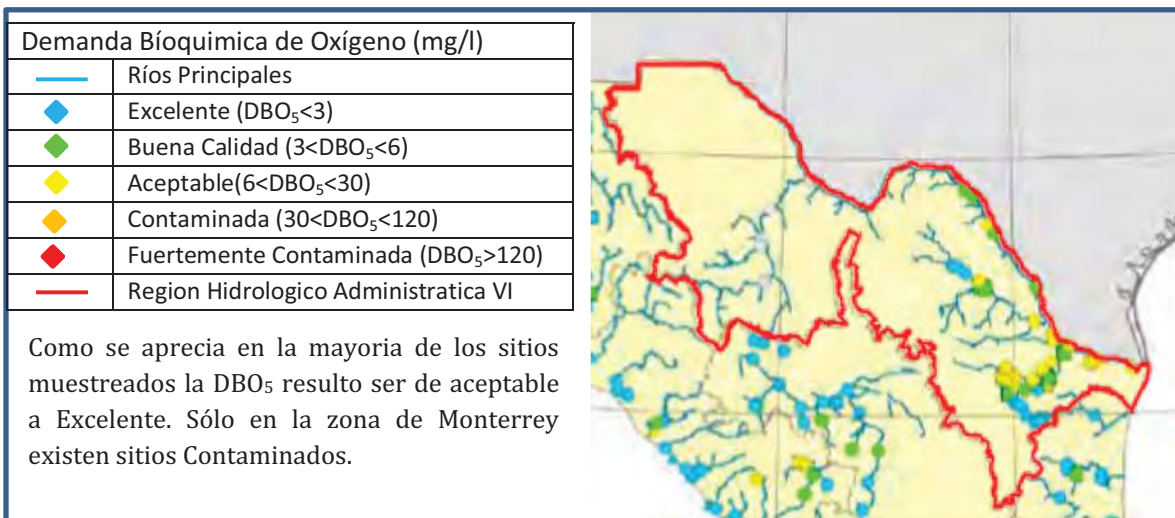 Demanda Bíoquimica de Oxígeno (mg/l)
Ríos Principales
Excelente (DBO₅<3)
Buena Calidad (3<DBO₅<6)
Aceptable(6<DBO₅<30)
Contaminada (30<DBO₅<120)
Fuertemente Contaminada (DBO₅>120)
Region Hidrologico Administratica VI
Como se aprecia en la mayoria de los sitios
muestreados la DBO₅ resulto ser de aceptable
a Excelente. Sólo en la zona de Monterrey
existen sitios Contaminados.